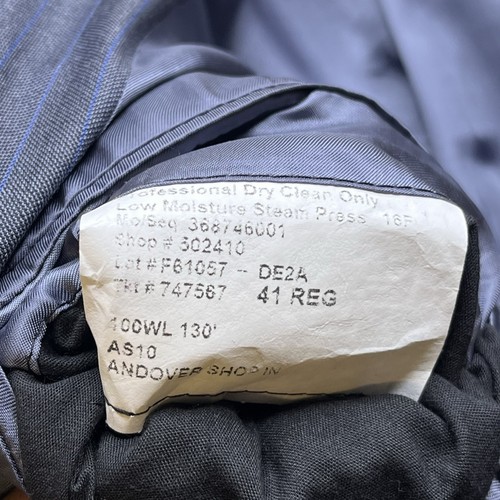 Professional Dry Clean Only
Low Moisture Steam Press 16P
Mo/Seq 368746001
Shop # 302410
Lot # F61057 -- DE2A
Tkt # 747567 41 REG
100WL 130'
AS10
ANDOVER SHOP IN